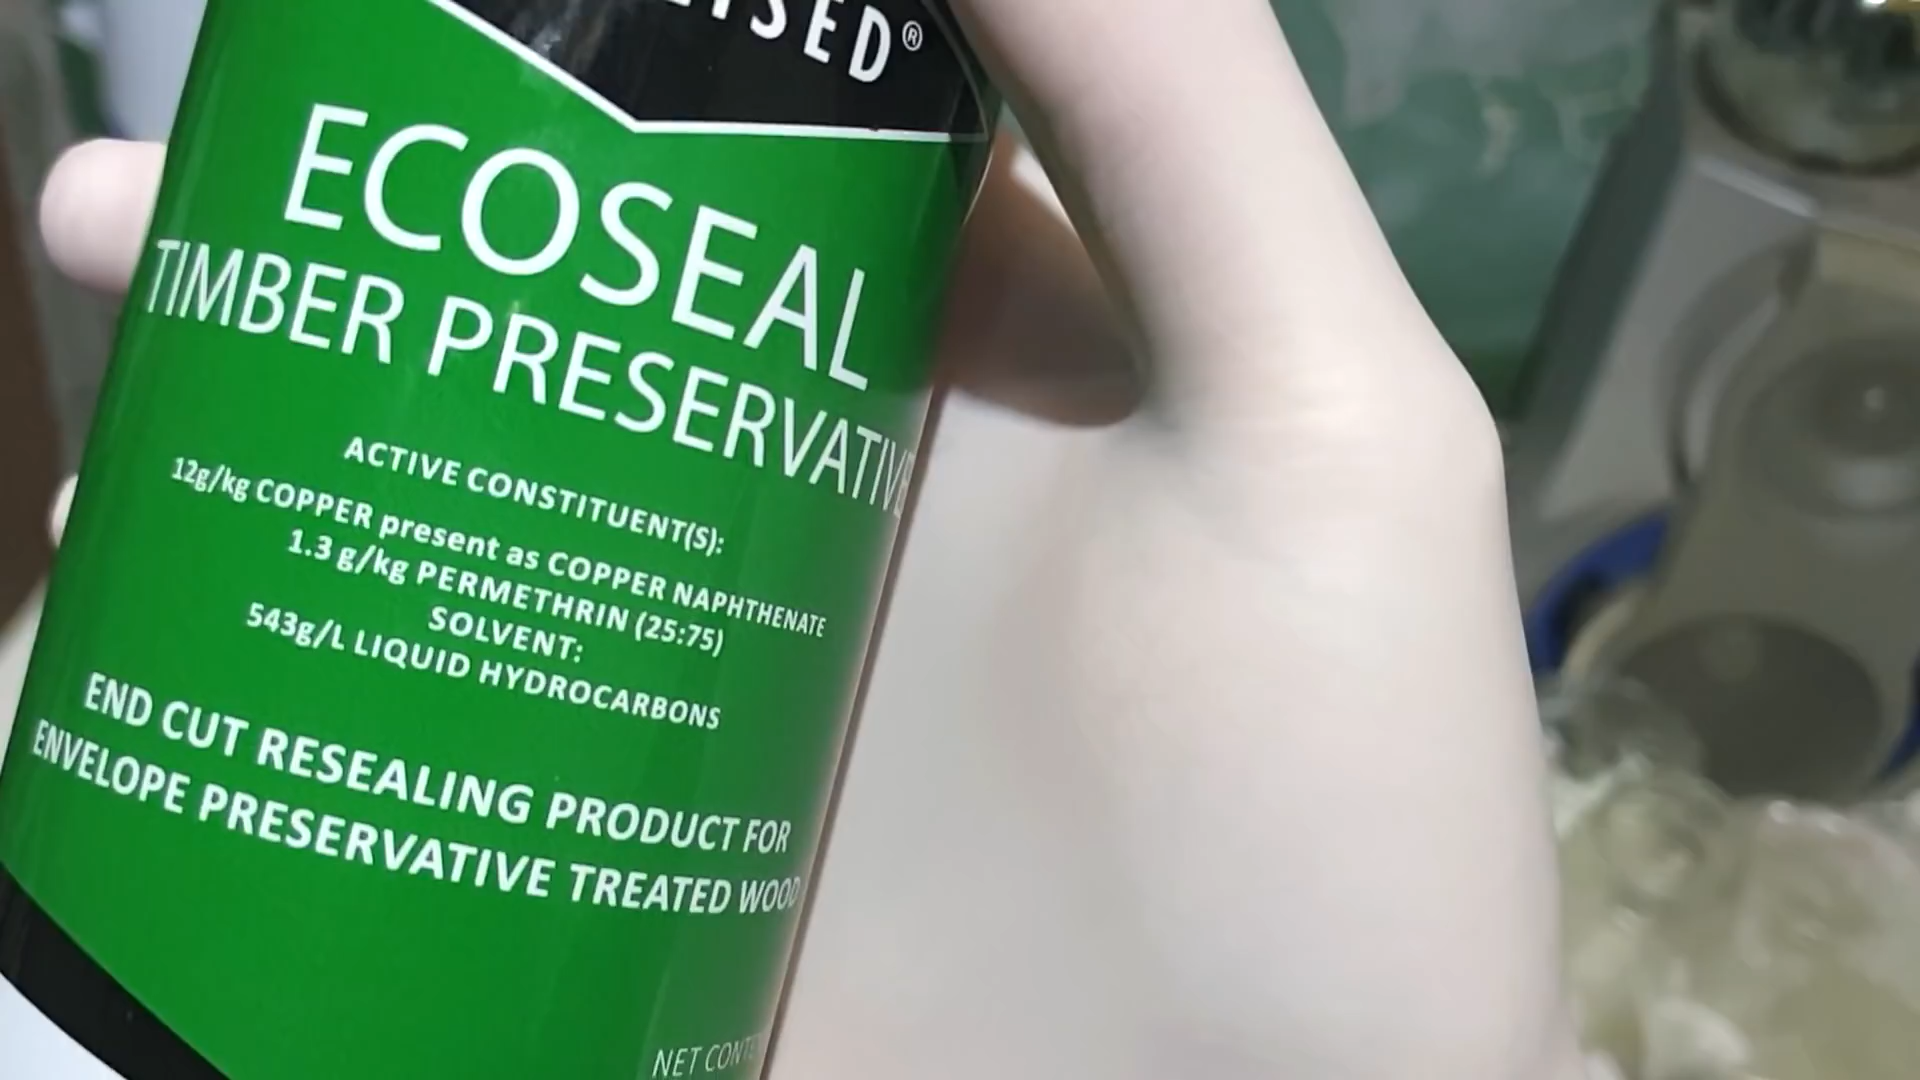 ECOSEAL
TIMBER PRESERVATIVE
ACTIVE CONSTITUENT(S):
12g/kg COPPER present as COPPER NAPHTHENATE
1.3 g/kg PERMETHRIN (25:75)
SOLVENT:
543g/L LIQUID HYDROCARBONS
END CUT RESEALING PRODUCT FOR
ENVELOPE PRESERVATIVE TREATED WOOD
NET